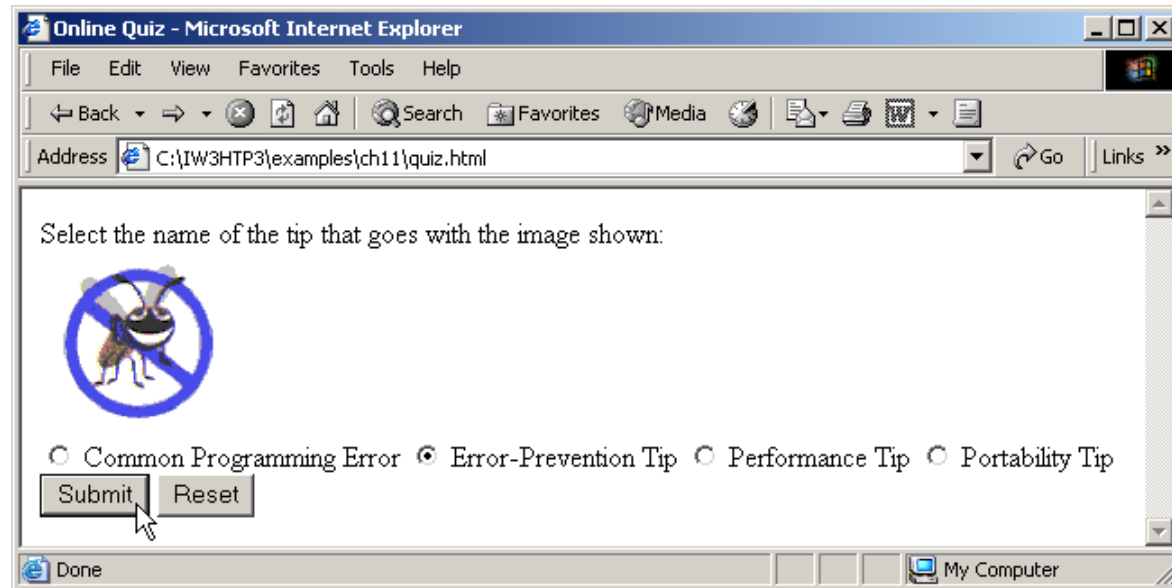 Online Quiz - Microsoft Internet Explorer
File Edit View Favorites Tools Help
Back Search Favorites Media W
Address C:\IW3HTP3\examples\ch11\quiz.html Go Links »
Select the name of the tip that goes with the image shown:
Common Programming Error Error-Prevention Tip Performance Tip Portability Tip
Submit Reset
Done My Computer